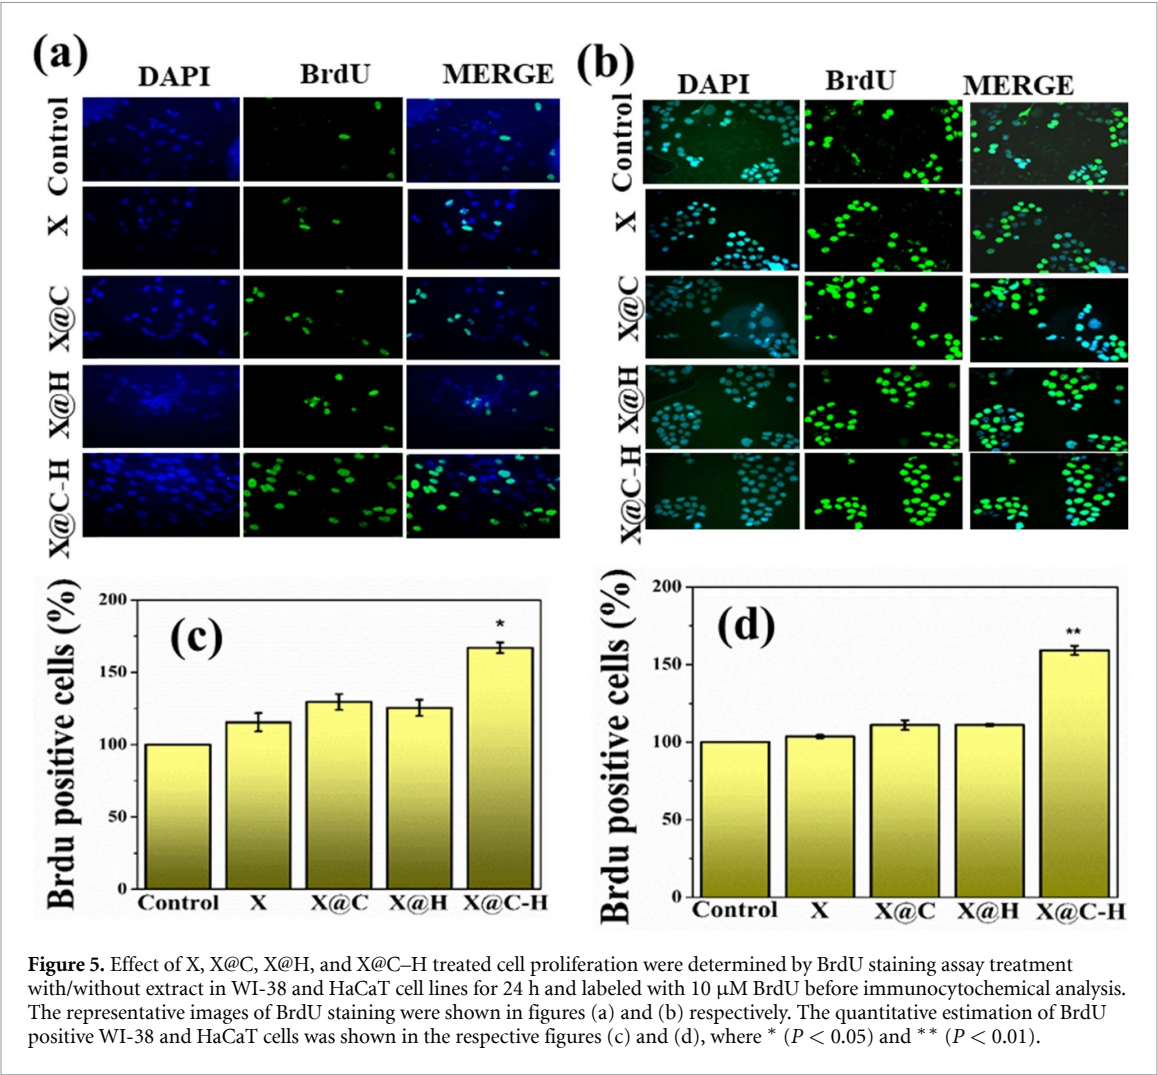 (a)
DAPI BrdU MERGE
Control
X
X@C
X@H
X@C-H
(b)
DAPI BrdU MERGE
Control
X
X@C
X@H
X@C-H
Brdu positive cells (%)
200
150
100
50
0
(c)
*
Control X X@C X@H X@C-H
Brdu positive cells (%)
200
150
100
50
0
(d)
**
Control X X@C X@H X@C-H
Figure 5. Effect of X, X@C, X@H, and X@C–H treated cell proliferation were determined by BrdU staining assay treatment
with/without extract in WI-38 and HaCaT cell lines for 24 h and labeled with 10 μM BrdU before immunocytochemical analysis.
The representative images of BrdU staining were shown in figures (a) and (b) respectively. The quantitative estimation of BrdU
positive WI-38 and HaCaT cells was shown in the respective figures (c) and (d), where * (P < 0.05) and ** (P < 0.01).